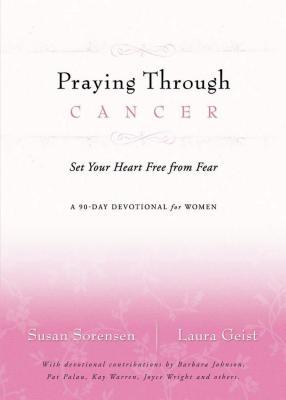 Praying Through
CANCER
Set Your Heart Free from Fear
A 90-DAY DEVOTIONAL for WOMEN
Susan Sorensen | Laura Geist
With devotional contributions by Barbara Johnson,
Pat Palau, Kay Warren, Joyce Wright and others.